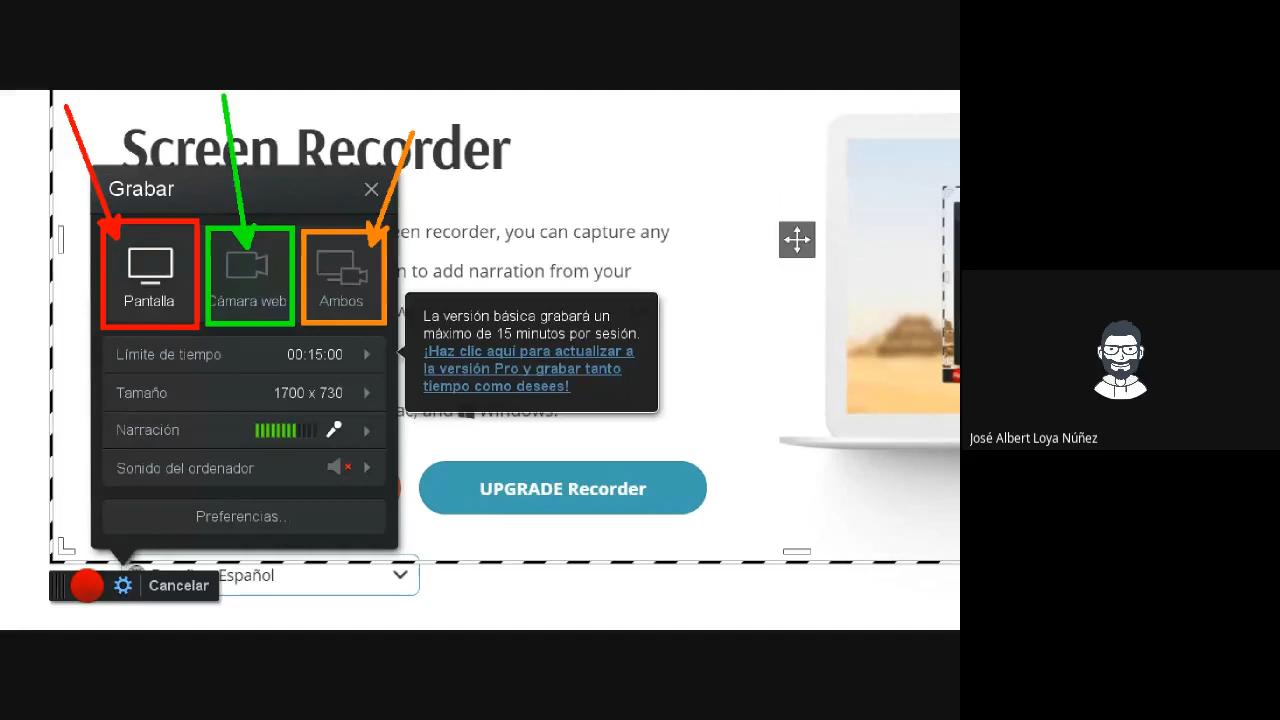 Screen Recorder
Grabar
een recorder, you can capture any
n to add narration from your
Pantalla
Cámara web
Ambos
La versión básica grabará un
máximo de 15 minutos por sesión.
¡Haz clic aquí para actualizar a
la versión Pro y grabar tanto
tiempo como desees!
Límite de tiempo 00:15:00
Tamaño 1700 x 730
Narración
Sonido del ordenador
Preferencias..
and Windows.
UPGRADE Recorder
Español
Cancelar
José Albert Loya Núñez